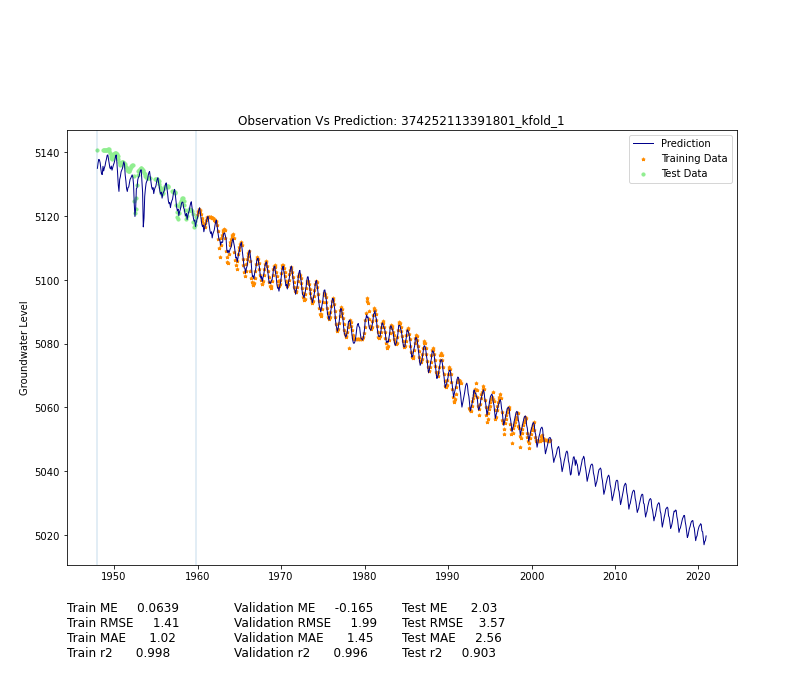 Observation Vs Prediction: 374252113391801_kfold_1
Prediction
Training Data
Test Data
Groundwater Level
5140
5120
5100
5080
5060
5040
5020
1950 1960 1970 1980 1990 2000 2010 2020
Train ME 0.0639 Validation ME -0.165 Test ME 2.03
Train RMSE 1.41 Validation RMSE 1.99 Test RMSE 3.57
Train MAE 1.02 Validation MAE 1.45 Test MAE 2.56
Train r2 0.998 Validation r2 0.996 Test r2 0.903